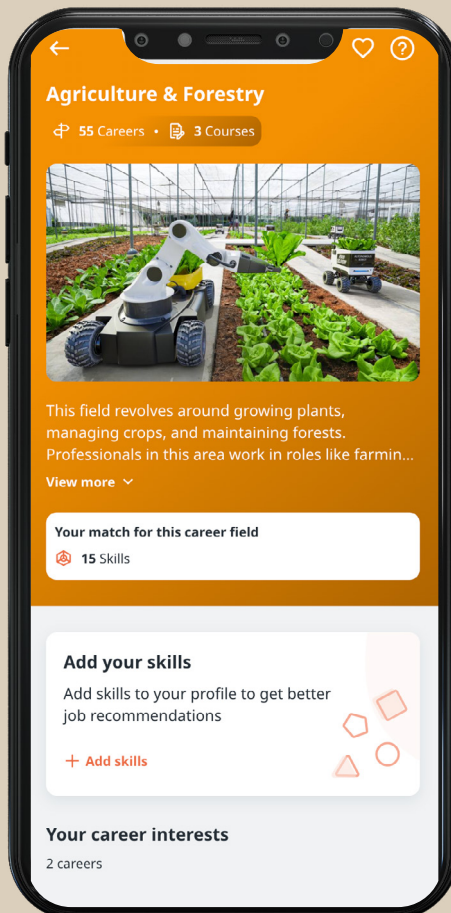 Agriculture & Forestry
55 Careers • 3 Courses
This field revolves around growing plants,
managing crops, and maintaining forests.
Professionals in this area work in roles like farmin...
View more
Your match for this career field
15 Skills
Add your skills
Add skills to your profile to get better
job recommendations
+ Add skills
Your career interests
2 careers